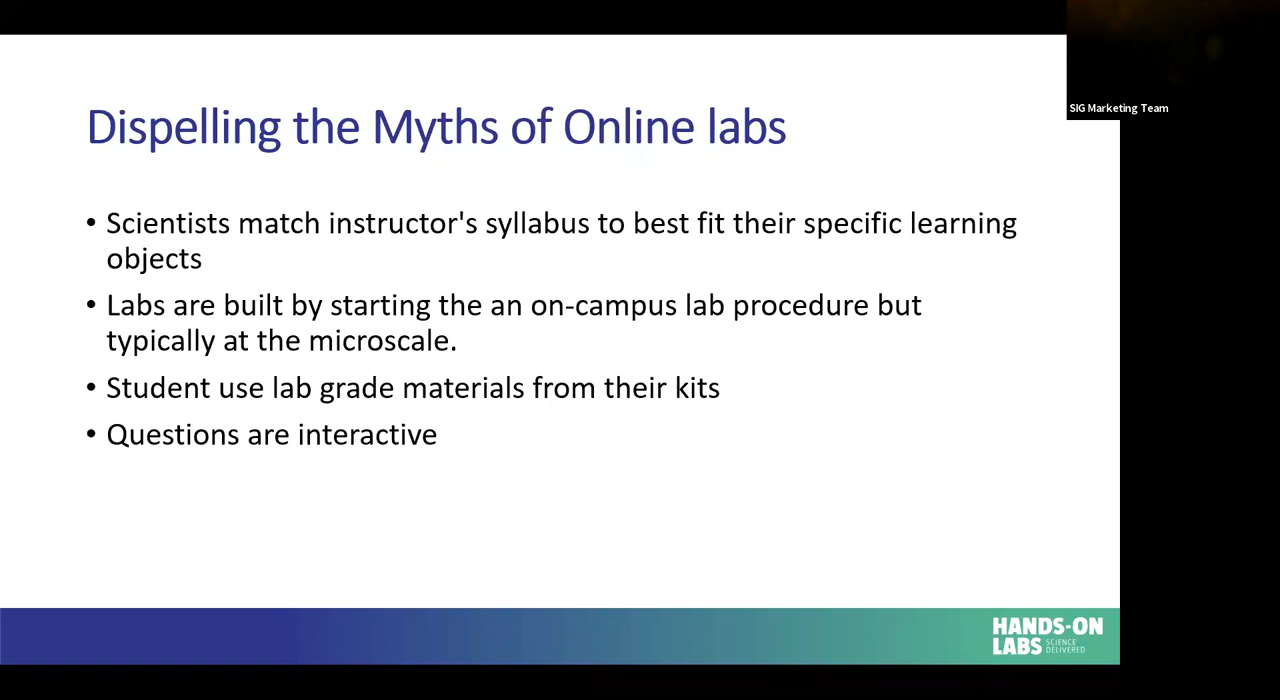 SIG Marketing Team
Dispelling the Myths of Online labs
• Scientists match instructor's syllabus to best fit their specific learning
objects
• Labs are built by starting the an on-campus lab procedure but
typically at the microscale.
• Student use lab grade materials from their kits
• Questions are interactive
HANDS-ON
LABS SCIENCE
DELIVERED